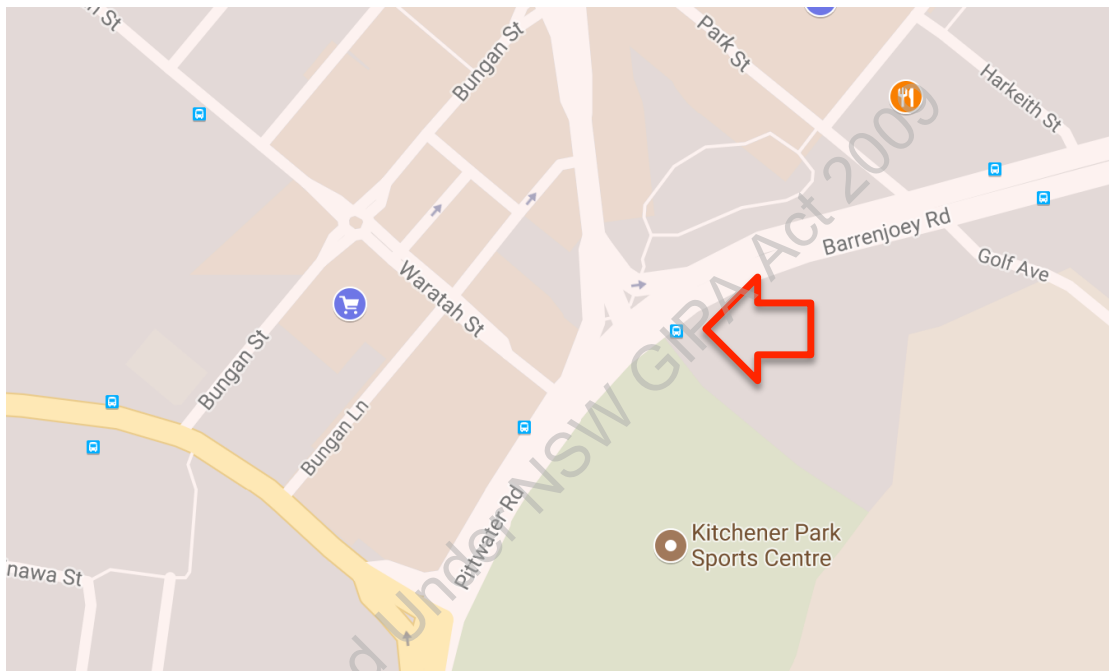 n St
Bungan St
Park St
Harkeith St
Barrenjoey Rd
Golf Ave
Waratah St
Bungan St
Bungan Ln
Pittwater Rd
Kitchener Park
Sports Centre
nawa St
d Under NSW GIPA Act 2009